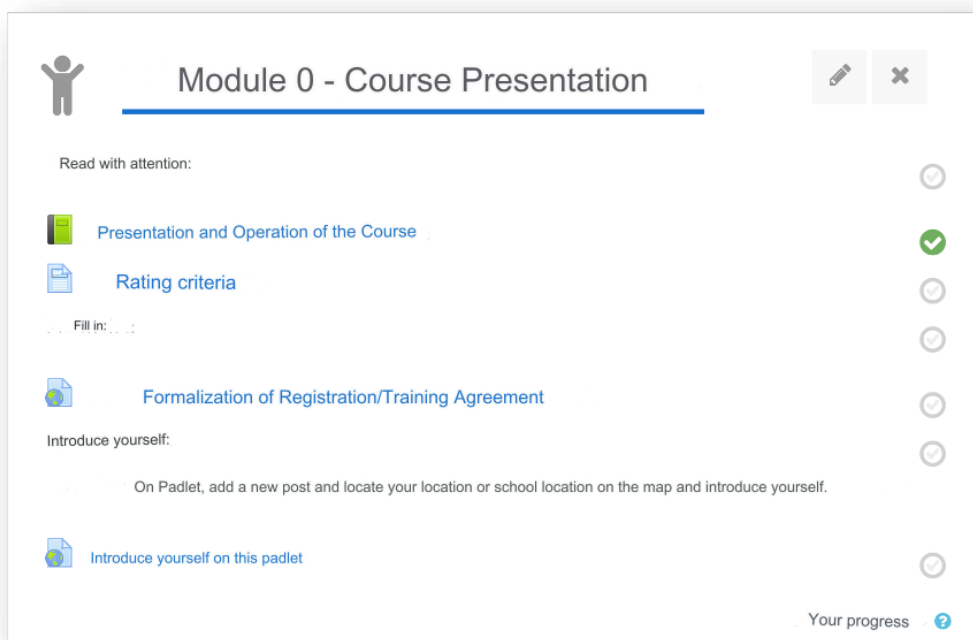 Module 0 - Course Presentation
Read with attention:
Presentation and Operation of the Course
Rating criteria
Fill in:
Formalization of Registration/Training Agreement
Introduce yourself:
On Padlet, add a new post and locate your location or school location on the map and introduce yourself.
Introduce yourself on this padlet
Your progress ?